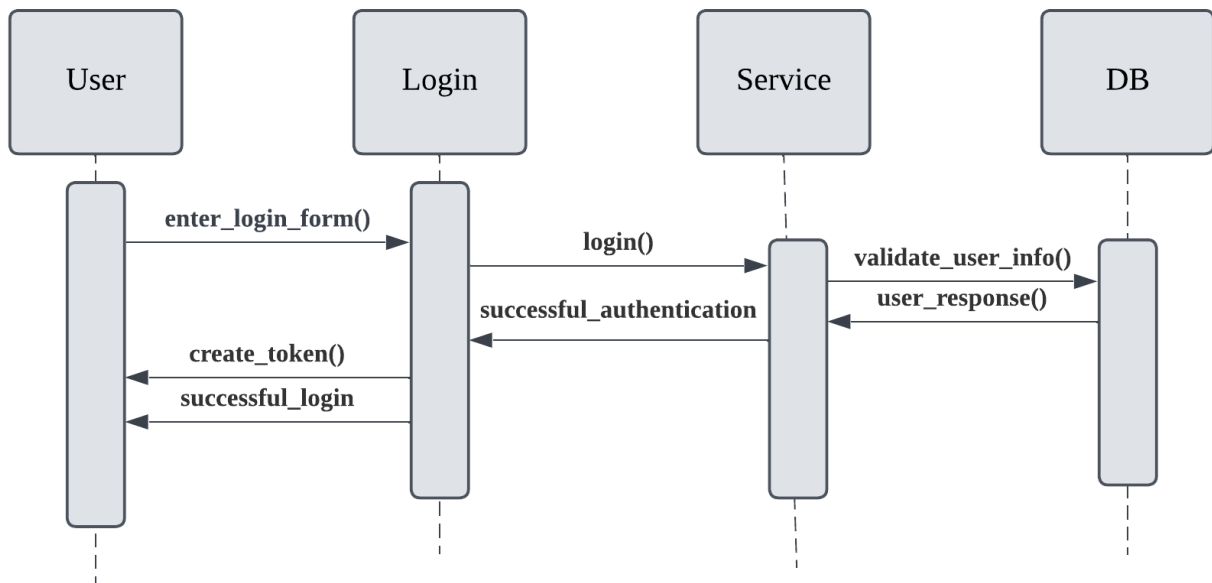 User
Login
Service
DB
enter_login_form()
login()
validate_user_info()
user_response()
successful_authentication
create_token()
successful_login